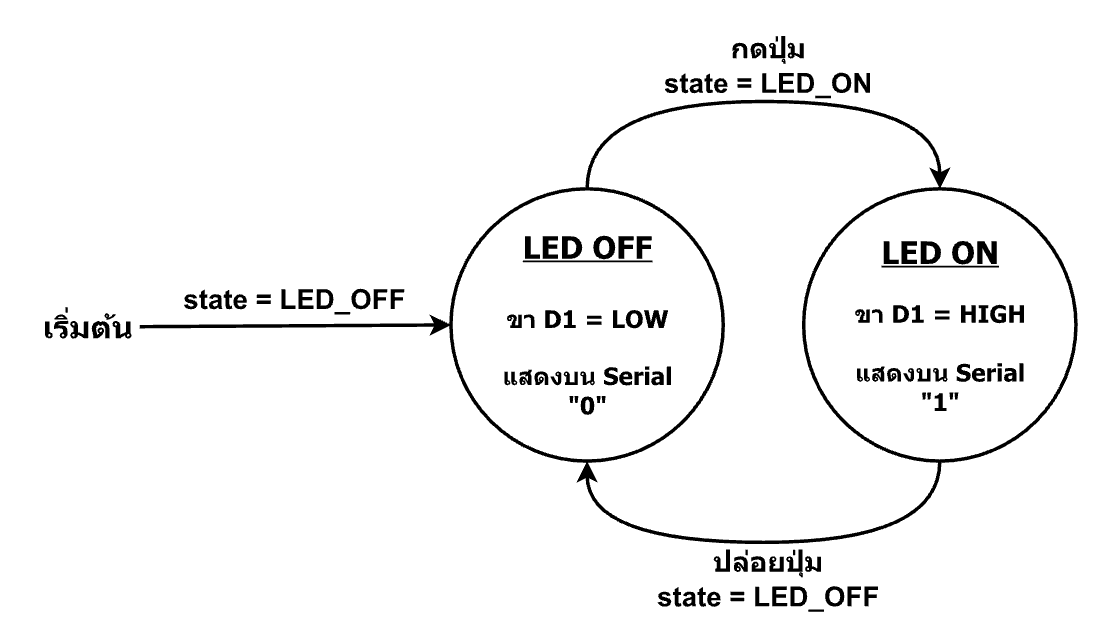 กดปุ่ม
state = LED_ON
LED OFF
ขา D1 = LOW
แสดงบน Serial
"0"
LED ON
ขา D1 = HIGH
แสดงบน Serial
"1"
state = LED_OFF
เริ่มต้น
ปล่อยปุ่ม
state = LED_OFF